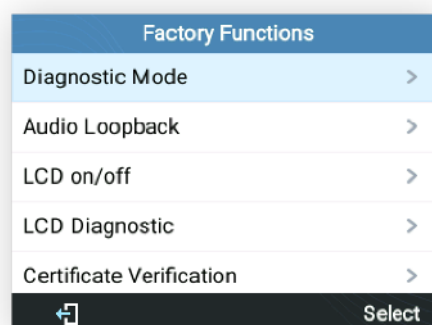 Factory Functions
Diagnostic Mode
Audio Loopback
LCD on/off
LCD Diagnostic
Certificate Verification
Select